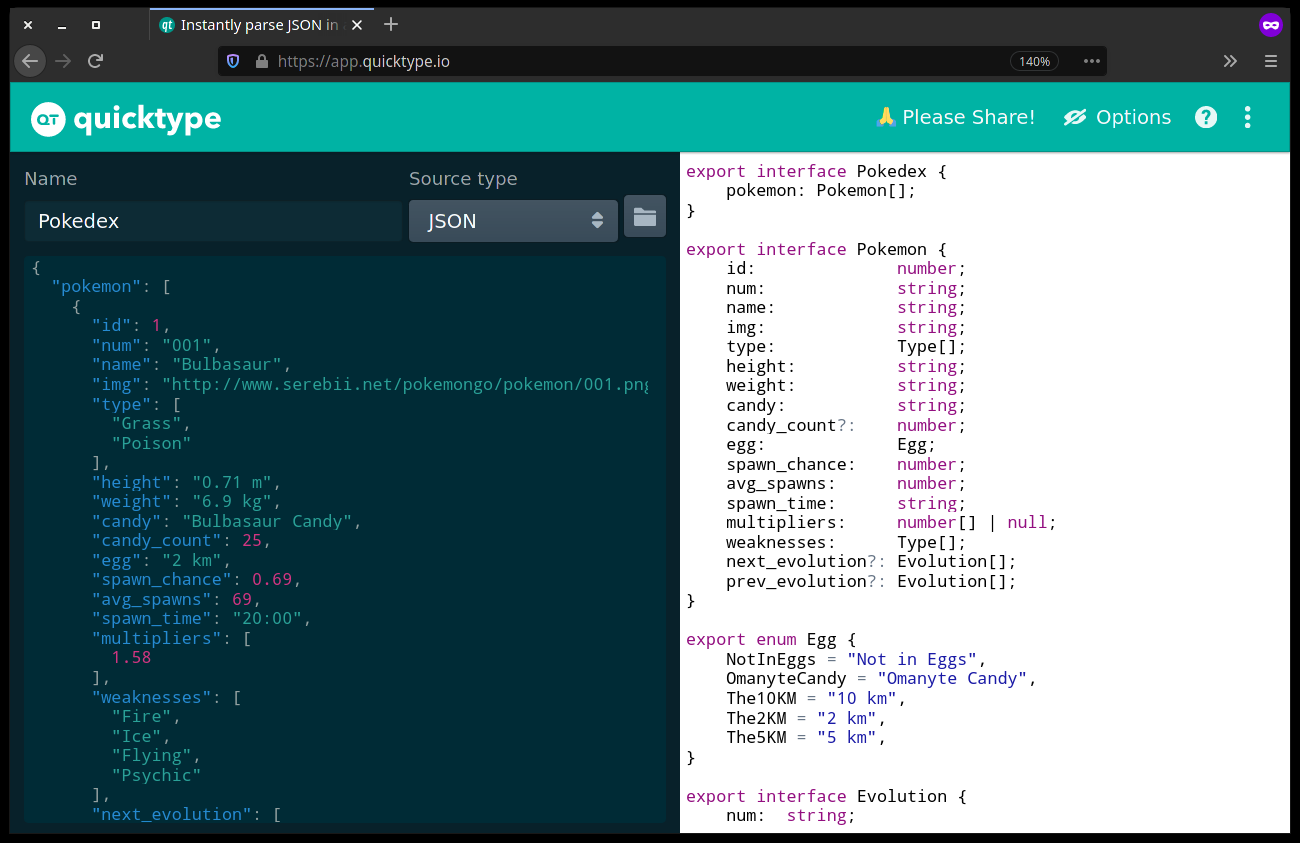 qt Instantly parse JSON in
https://app.quicktype.io
140%
QT quicktype
🙏 Please Share!
Options
?
Name
Source type
Pokedex
JSON
{
  "pokemon": [
    {
      "id": 1,
      "num": "001",
      "name": "Bulbasaur",
      "img": "http://www.serebii.net/pokemongo/pokemon/001.png
      "type": [
        "Grass",
        "Poison"
      ],
      "height": "0.71 m",
      "weight": "6.9 kg",
      "candy": "Bulbasaur Candy",
      "candy_count": 25,
      "egg": "2 km",
      "spawn_chance": 0.69,
      "avg_spawns": 69,
      "spawn_time": "20:00",
      "multipliers": [
        1.58
      ],
      "weaknesses": [
        "Fire",
        "Ice",
        "Flying",
        "Psychic"
      ],
      "next_evolution": [
export interface Pokedex {
    pokemon: Pokemon[];
}
export interface Pokemon {
    id:              number;
    num:             string;
    name:            string;
    img:             string;
    type:            Type[];
    height:          string;
    weight:          string;
    candy:           string;
    candy_count?:    number;
    egg:             Egg;
    spawn_chance:    number;
    avg_spawns:      number;
    spawn_time:      string;
    multipliers:     number[] | null;
    weaknesses:      Type[];
    next_evolution?: Evolution[];
    prev_evolution?: Evolution[];
}
export enum Egg {
    NotInEggs = "Not in Eggs",
    OmanyteCandy = "Omanyte Candy",
    The10KM = "10 km",
    The2KM = "2 km",
    The5KM = "5 km",
}
export interface Evolution {
    num:  string;